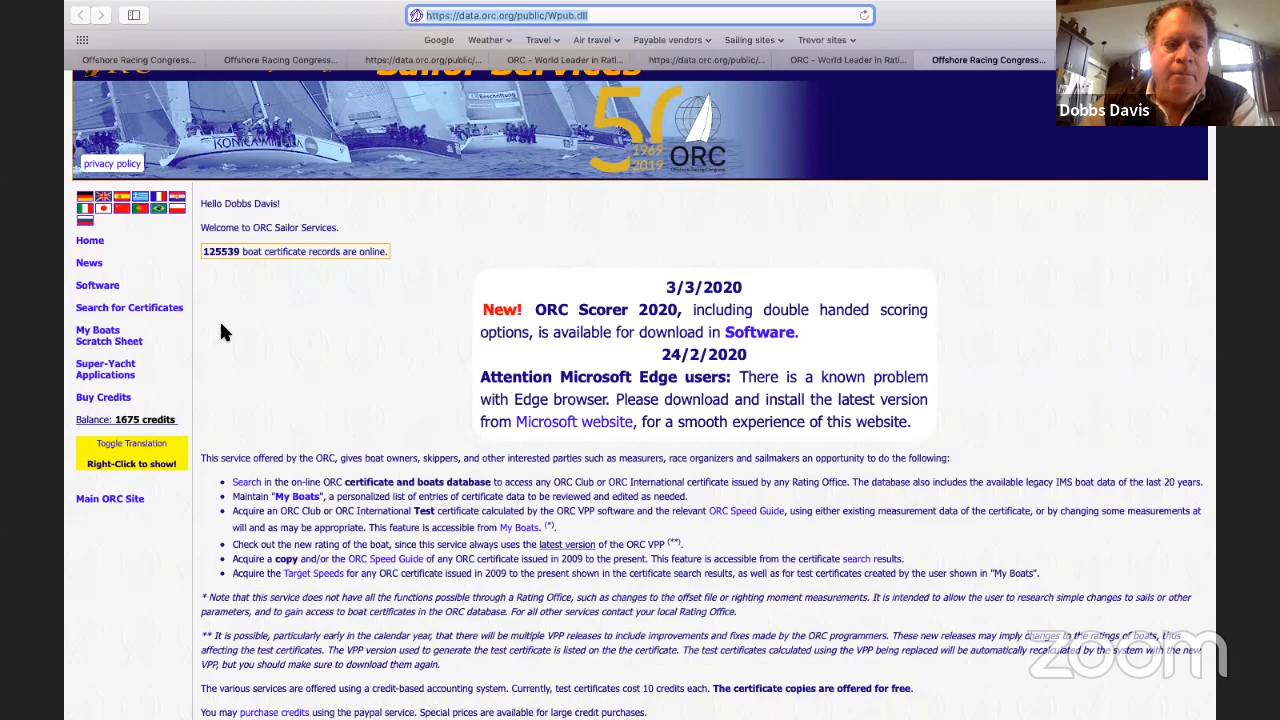 https://data.orc.org/public/Wpub.dll
Google Weather Travel Air travel Payable vendors Sailing sites Trevor sites
Offshore Racing Congress... Offshore Racing Congress... https://data.orc.org/public/... ORC - World Leader in Rati... https://data.orc.org/public/... ORC - World Leader in Rati... Offshore Racing Congress...
Dobbs Davis
Sailor Services
KONICA MINOLTA
50
1969
2019
ORC
Offshore Racing Congress
privacy policy
Hello Dobbs Davis!
Welcome to ORC Sailor Services.
125539 boat certificate records are online.
Home
News
Software
Search for Certificates
My Boats
Scratch Sheet
Super-Yacht
Applications
Buy Credits
Balance: 1675 credits
Toggle Translation
Right-Click to show!
Main ORC Site
3/3/2020
New! ORC Scorer 2020, including double handed scoring
options, is available for download in Software.
24/2/2020
Attention Microsoft Edge users: There is a known problem
with Edge browser. Please download and install the latest version
from Microsoft website, for a smooth experience of this website.
This service offered by the ORC, gives boat owners, skippers, and other interested parties such as measurers, race organizers and sailmakers an opportunity to do the following:
Search in the on-line ORC certificate and boats database to access any ORC Club or ORC International certificate issued by any Rating Office. The database also includes the available legacy IMS boat data of the last 20 years.
Maintain "My Boats", a personalized list of entries of certificate data to be reviewed and edited as needed.
Acquire an ORC Club or ORC International Test certificate calculated by the ORC VPP software and the relevant ORC Speed Guide, using either existing measurement data of the certificate, or by changing some measurements at
will and as may be appropriate. This feature is accessible from My Boats. (*).
Check out the new rating of the boat, since this service always uses the latest version of the ORC VPP (**).
Acquire a copy and/or the ORC Speed Guide of any ORC certificate issued in 2009 to the present. This feature is accessible from the certificate search results.
Acquire the Target Speeds for any ORC certificate issued in 2009 to the present shown in the certificate search results, as well as for test certificates created by the user shown in "My Boats".
* Note that this service does not have all the functions possible through a Rating Office, such as changes to the offset file or righting moment measurements. It is intended to allow the user to research simple changes to sails or other
parameters, and to gain access to boat certificates in the ORC database. For all other services contact your local Rating Office.
** It is possible, particularly early in the calendar year, that there will be multiple VPP releases to include improvements and fixes made by the ORC programmers. These new releases may imply changes to the ratings of boats, thus
affecting the test certificates. The VPP version used to generate the test certificate is listed on the the certificate. The test certificates calculated using the VPP being replaced will be automatically recalculated by the system with the new
VPP, but you should make sure to download them again.
The various services are offered using a credit-based accounting system. Currently, test certificates cost 10 credits each. The certificate copies are offered for free.
You may purchase credits using the paypal service. Special prices are available for large credit purchases.
zoom